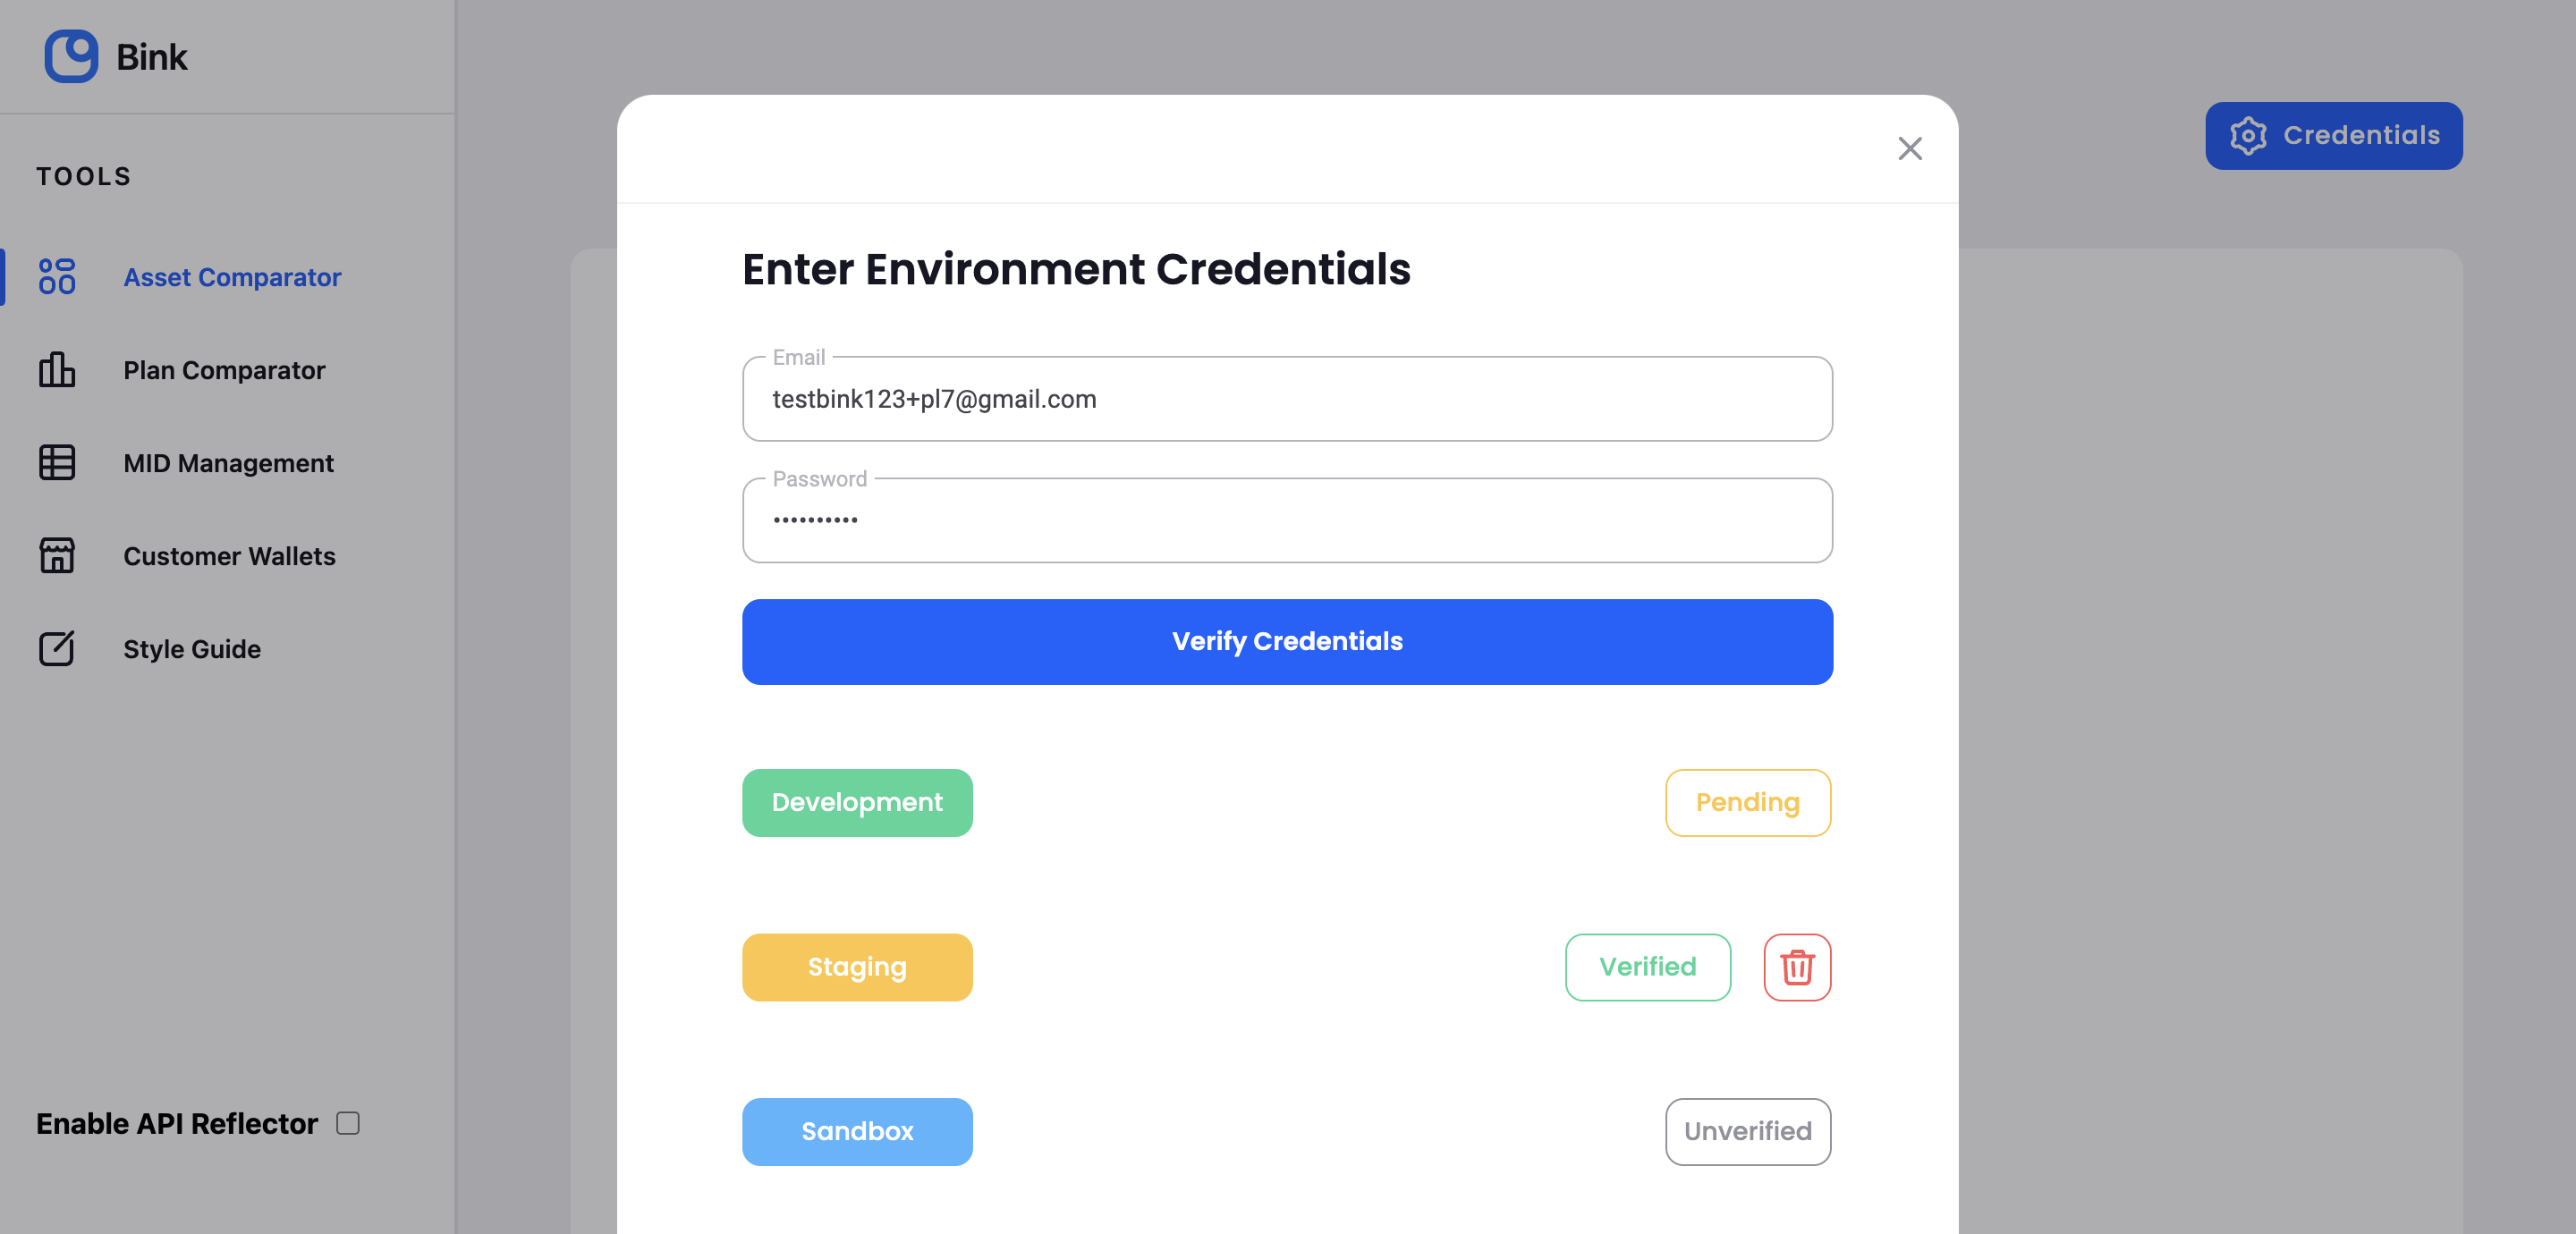 Bink
TOOLS
Asset Comparator
Plan Comparator
MID Management
Customer Wallets
Style Guide
Enable API Reflector
Credentials
Enter Environment Credentials
Email
testbink123+pl7@gmail.com
Password
••••••••••
Verify Credentials
Development
Pending
Staging
Verified
Sandbox
Unverified